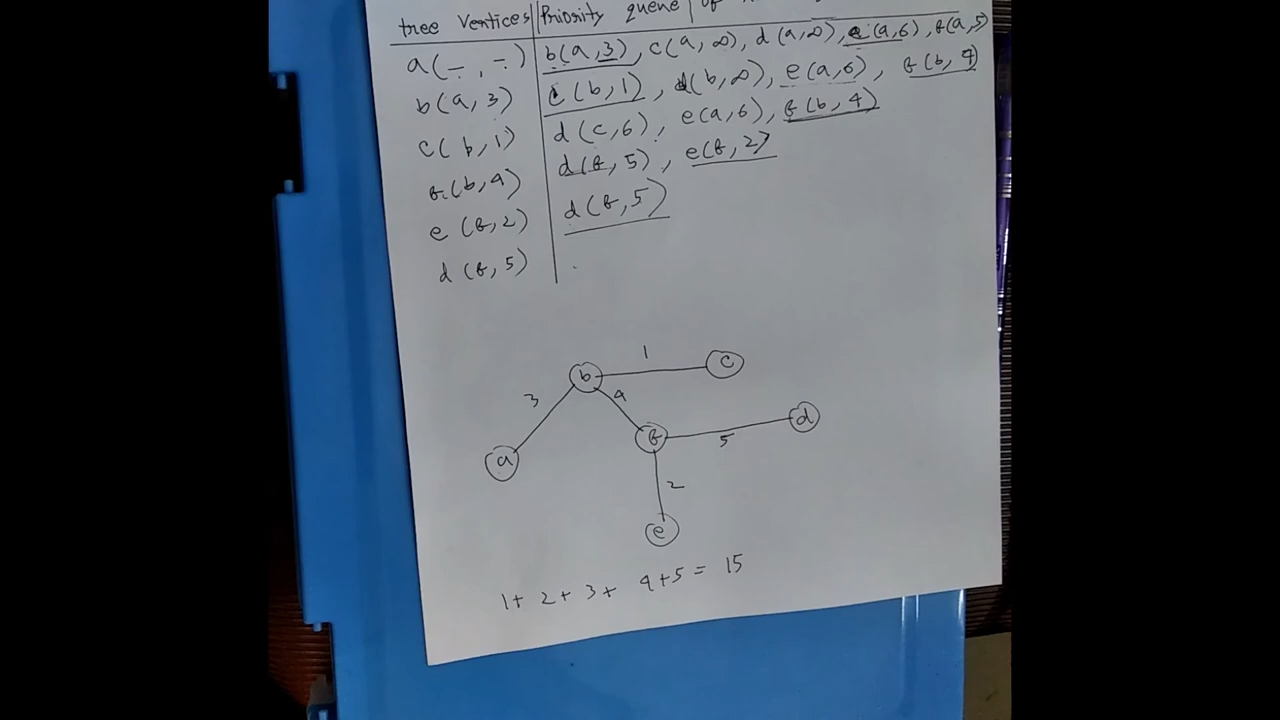 tree Vertices Priority queue of
a(-, -) b(a, 3), c(a, ∞), d(a, ∞), e(a, 6), f(a, 5)
b(a, 3) c(b, 1), d(b, ∞), e(a, 6), f(b, 4)
c(b, 1) d(c, 6), e(a, 6), f(b, 4)
f(b, 4) d(f, 5), e(f, 2)
e(f, 2) d(f, 5)
d(f, 5)
1
b
c
3
4
d
f
5
a
2
e
1+ 2+ 3+ 4+5= 15